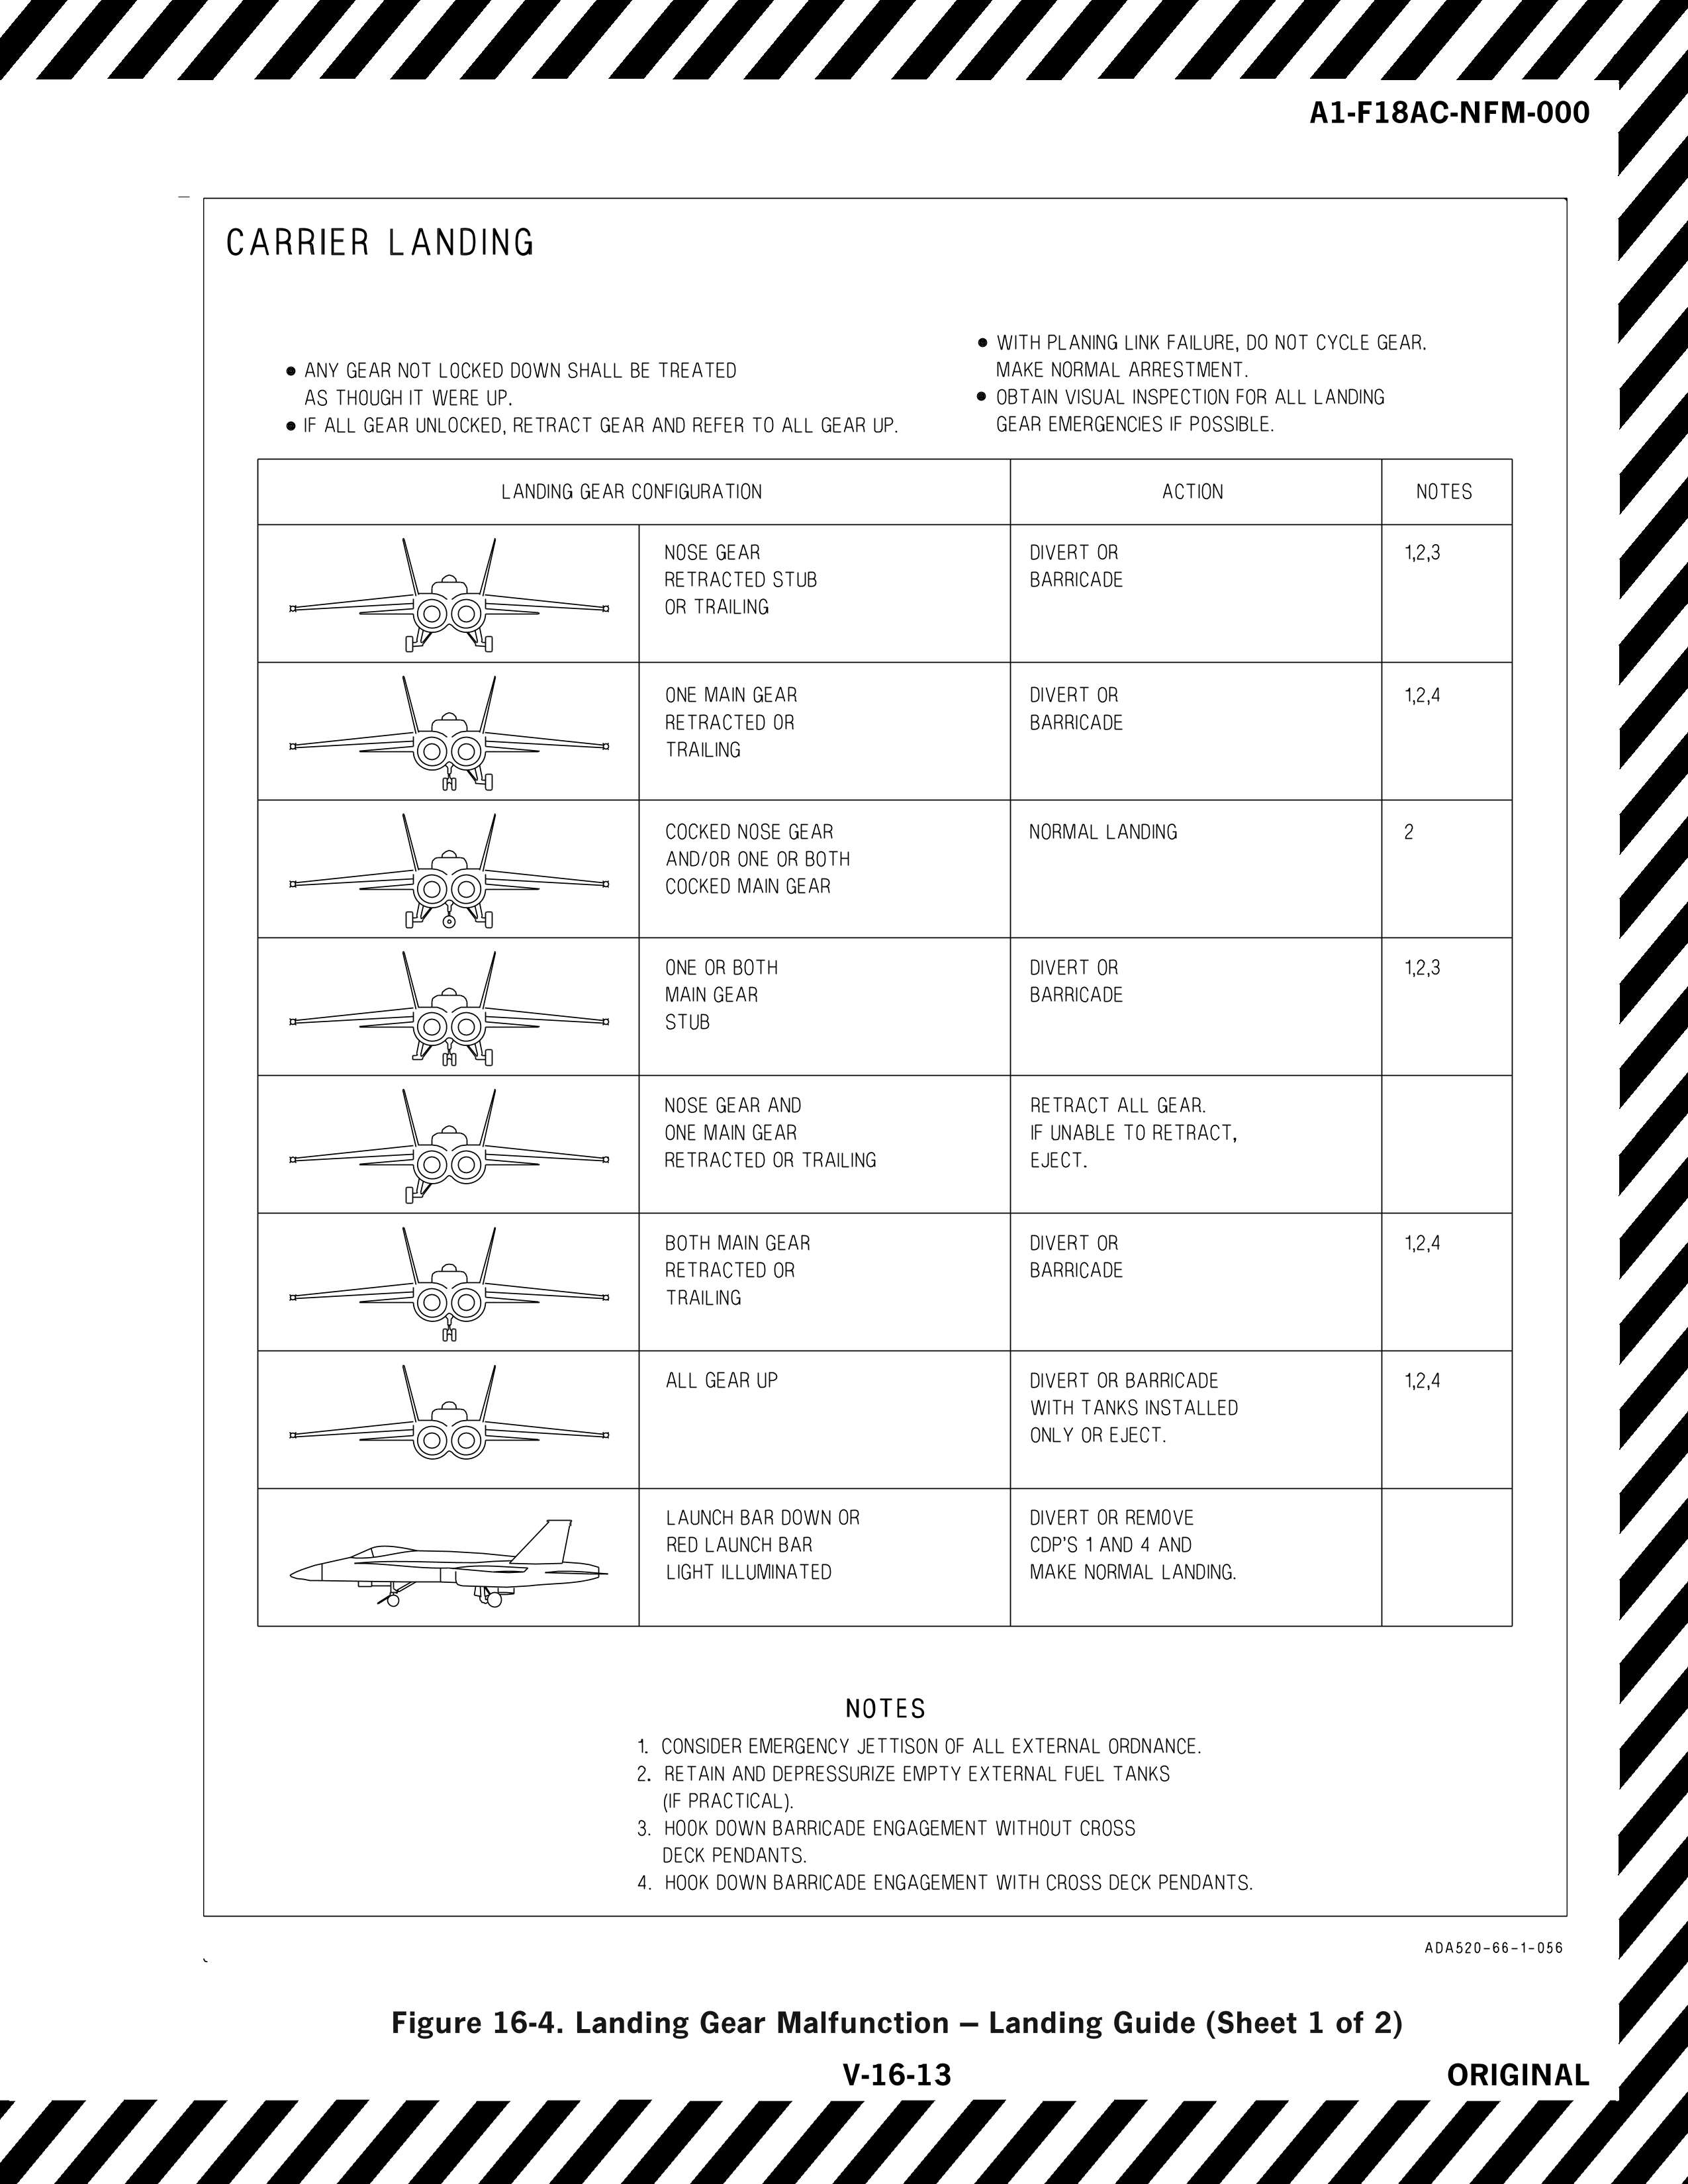 A1-F18AC-NFM-000
CARRIER LANDING
● ANY GEAR NOT LOCKED DOWN SHALL BE TREATED
AS THOUGH IT WERE UP.
● IF ALL GEAR UNLOCKED, RETRACT GEAR AND REFER TO ALL GEAR UP.
● WITH PLANING LINK FAILURE, DO NOT CYCLE GEAR.
MAKE NORMAL ARRESTMENT.
● OBTAIN VISUAL INSPECTION FOR ALL LANDING
GEAR EMERGENCIES IF POSSIBLE.
LANDING GEAR CONFIGURATION
ACTION
NOTES
NOSE GEAR
RETRACTED STUB
OR TRAILING
DIVERT OR
BARRICADE
1,2,3
ONE MAIN GEAR
RETRACTED OR
TRAILING
DIVERT OR
BARRICADE
1,2,4
COCKED NOSE GEAR
AND/OR ONE OR BOTH
COCKED MAIN GEAR
NORMAL LANDING
2
ONE OR BOTH
MAIN GEAR
STUB
DIVERT OR
BARRICADE
1,2,3
NOSE GEAR AND
ONE MAIN GEAR
RETRACTED OR TRAILING
RETRACT ALL GEAR.
IF UNABLE TO RETRACT,
EJECT.
BOTH MAIN GEAR
RETRACTED OR
TRAILING
DIVERT OR
BARRICADE
1,2,4
ALL GEAR UP
DIVERT OR BARRICADE
WITH TANKS INSTALLED
ONLY OR EJECT.
1,2,4
LAUNCH BAR DOWN OR
RED LAUNCH BAR
LIGHT ILLUMINATED
DIVERT OR REMOVE
CDP'S 1 AND 4 AND
MAKE NORMAL LANDING.
NOTES
1. CONSIDER EMERGENCY JETTISON OF ALL EXTERNAL ORDNANCE.
2. RETAIN AND DEPRESSURIZE EMPTY EXTERNAL FUEL TANKS
(IF PRACTICAL).
3. HOOK DOWN BARRICADE ENGAGEMENT WITHOUT CROSS
DECK PENDANTS.
4. HOOK DOWN BARRICADE ENGAGEMENT WITH CROSS DECK PENDANTS.
ADA520-66-1-056
Figure 16-4. Landing Gear Malfunction – Landing Guide (Sheet 1 of 2)
V-16-13
ORIGINAL